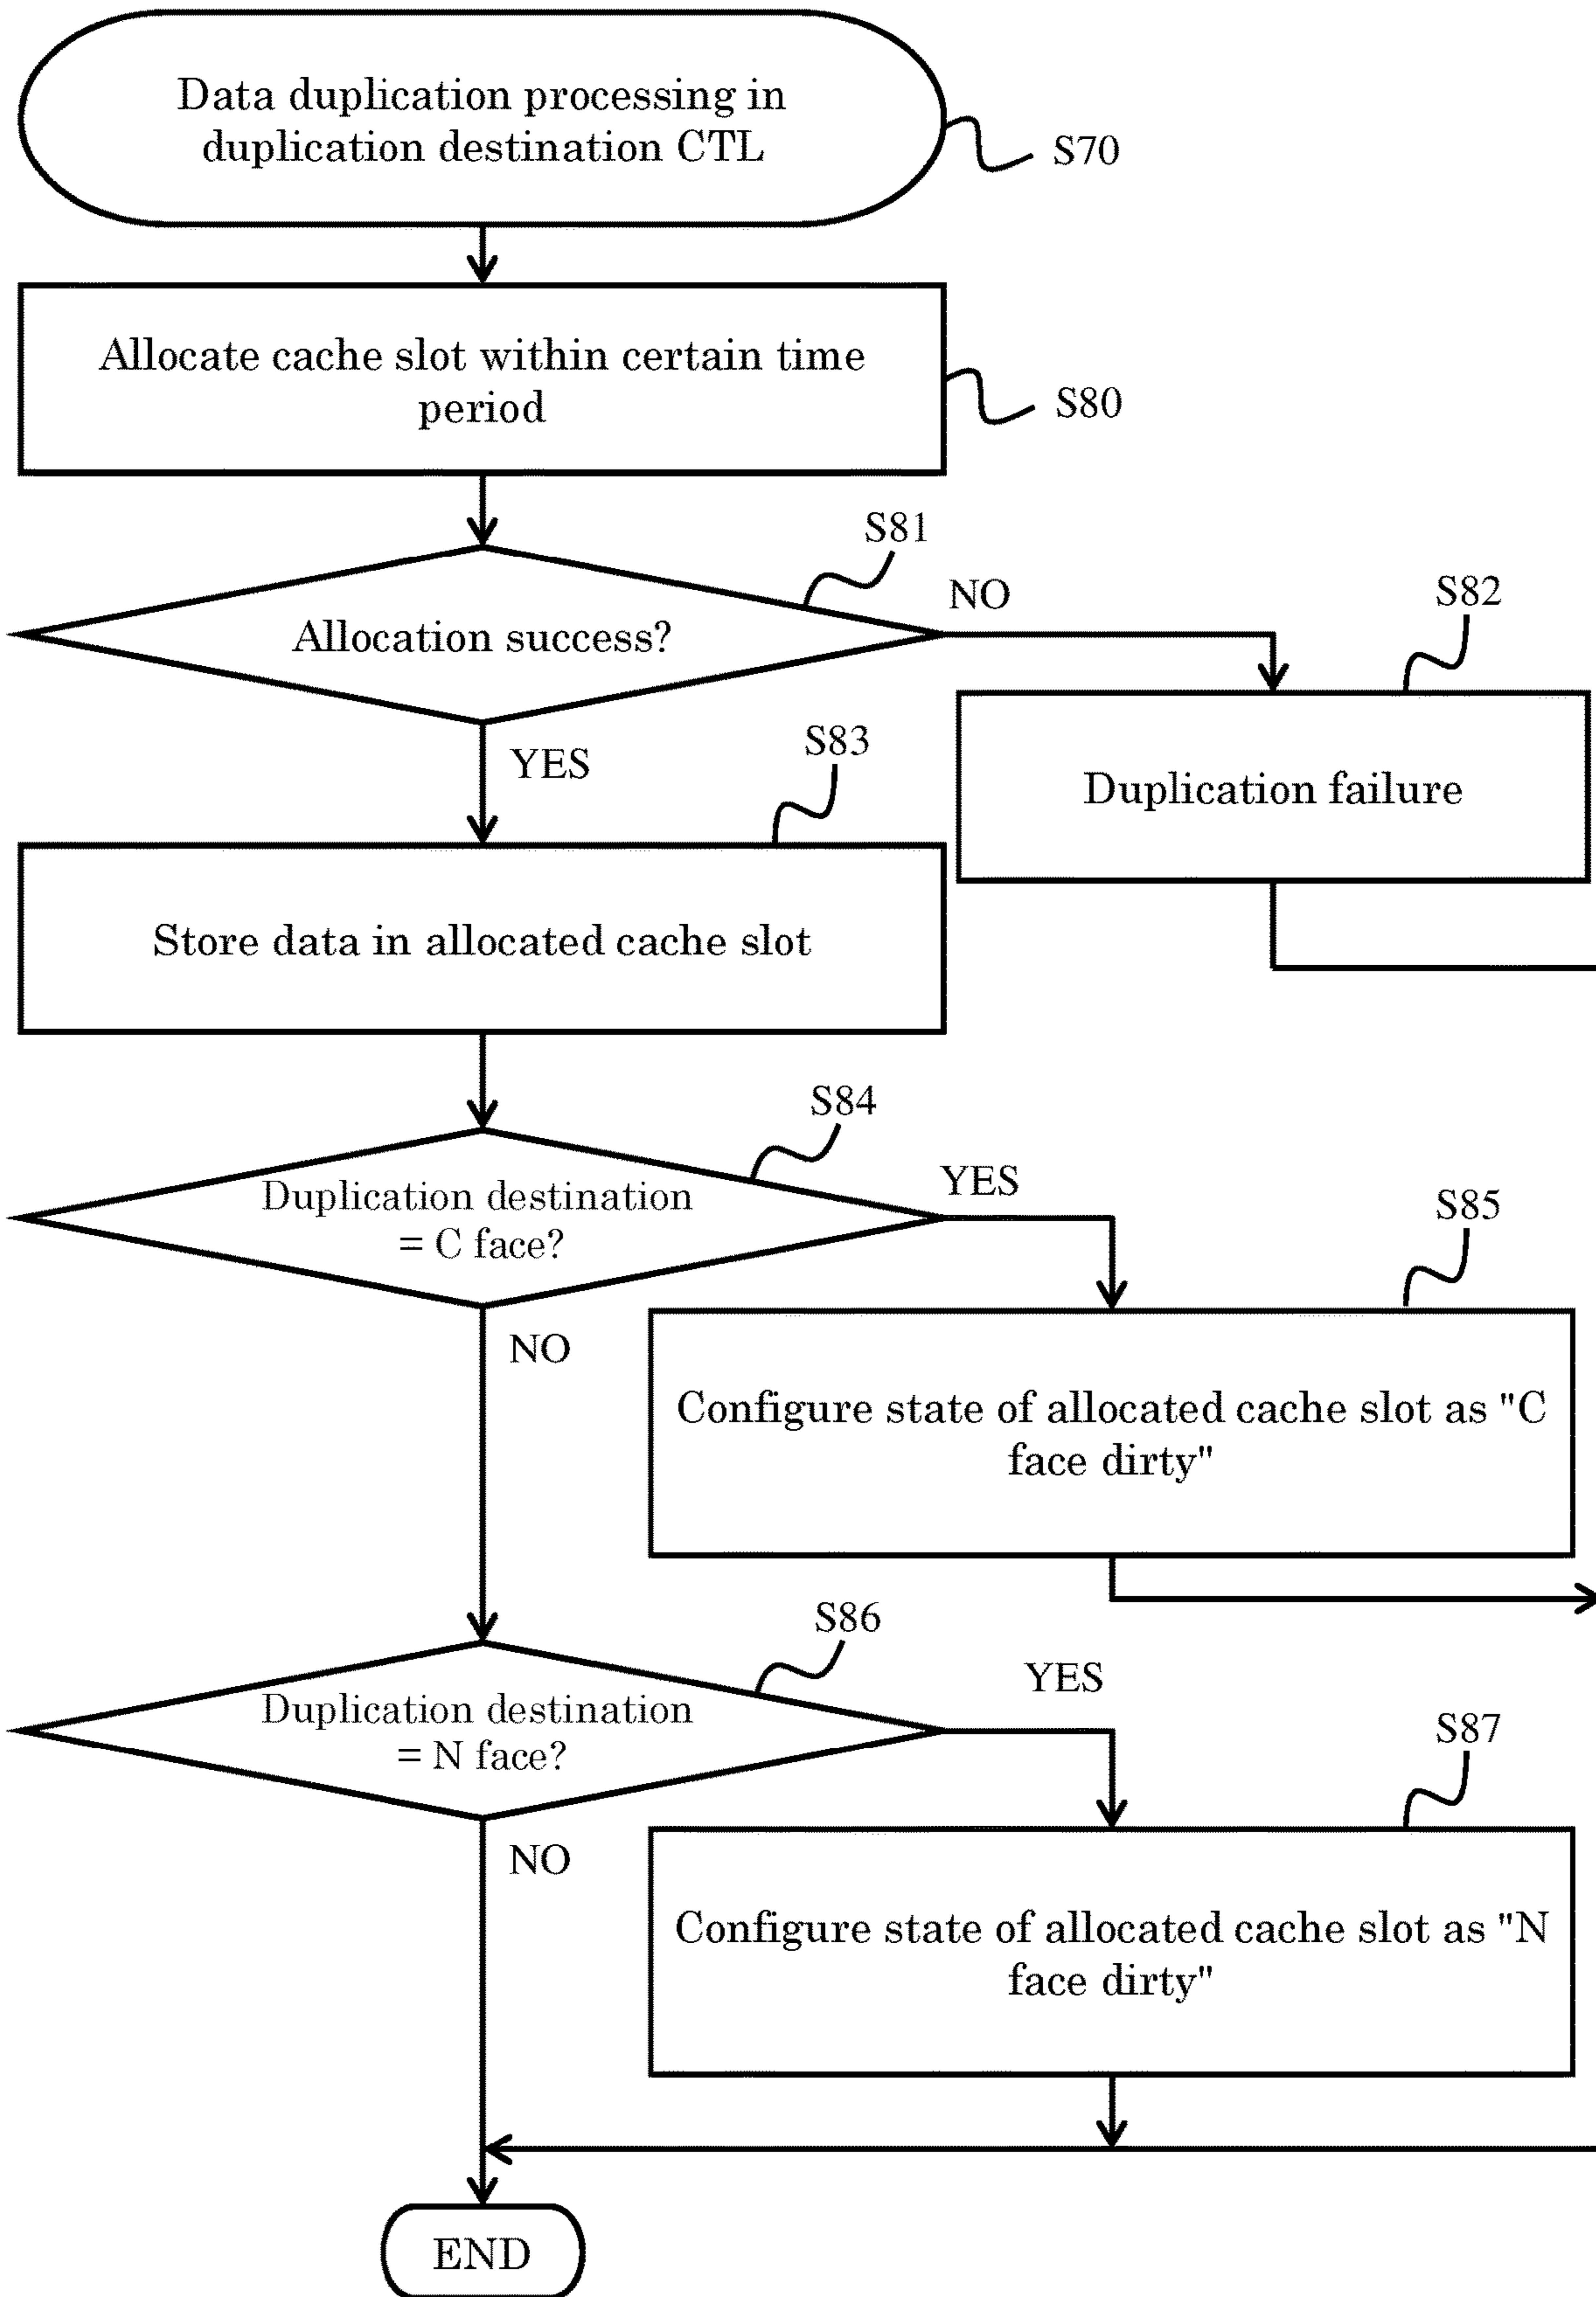 Data duplication processing in
duplication destination CTL
S70
Allocate cache slot within certain time
period
S80
S81
Allocation success?
NO
S82
Duplication failure
YES
S83
Store data in allocated cache slot
S84
Duplication destination
= C face?
YES
S85
Configure state of allocated cache slot as "C
face dirty"
NO
S86
Duplication destination
= N face?
YES
S87
Configure state of allocated cache slot as "N
face dirty"
NO
END